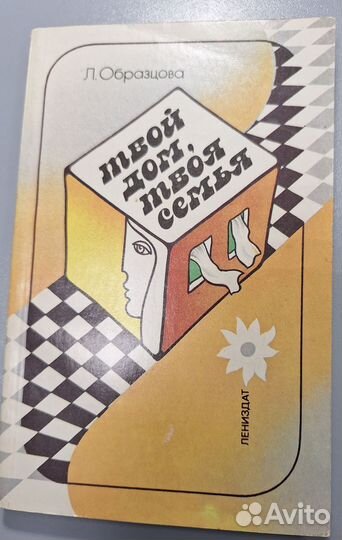 Л. Образцова
ТВОЙ
ДОМ,
ТВОЯ
СЕМЬЯ
ЛЕНИЗДАТ
Avito